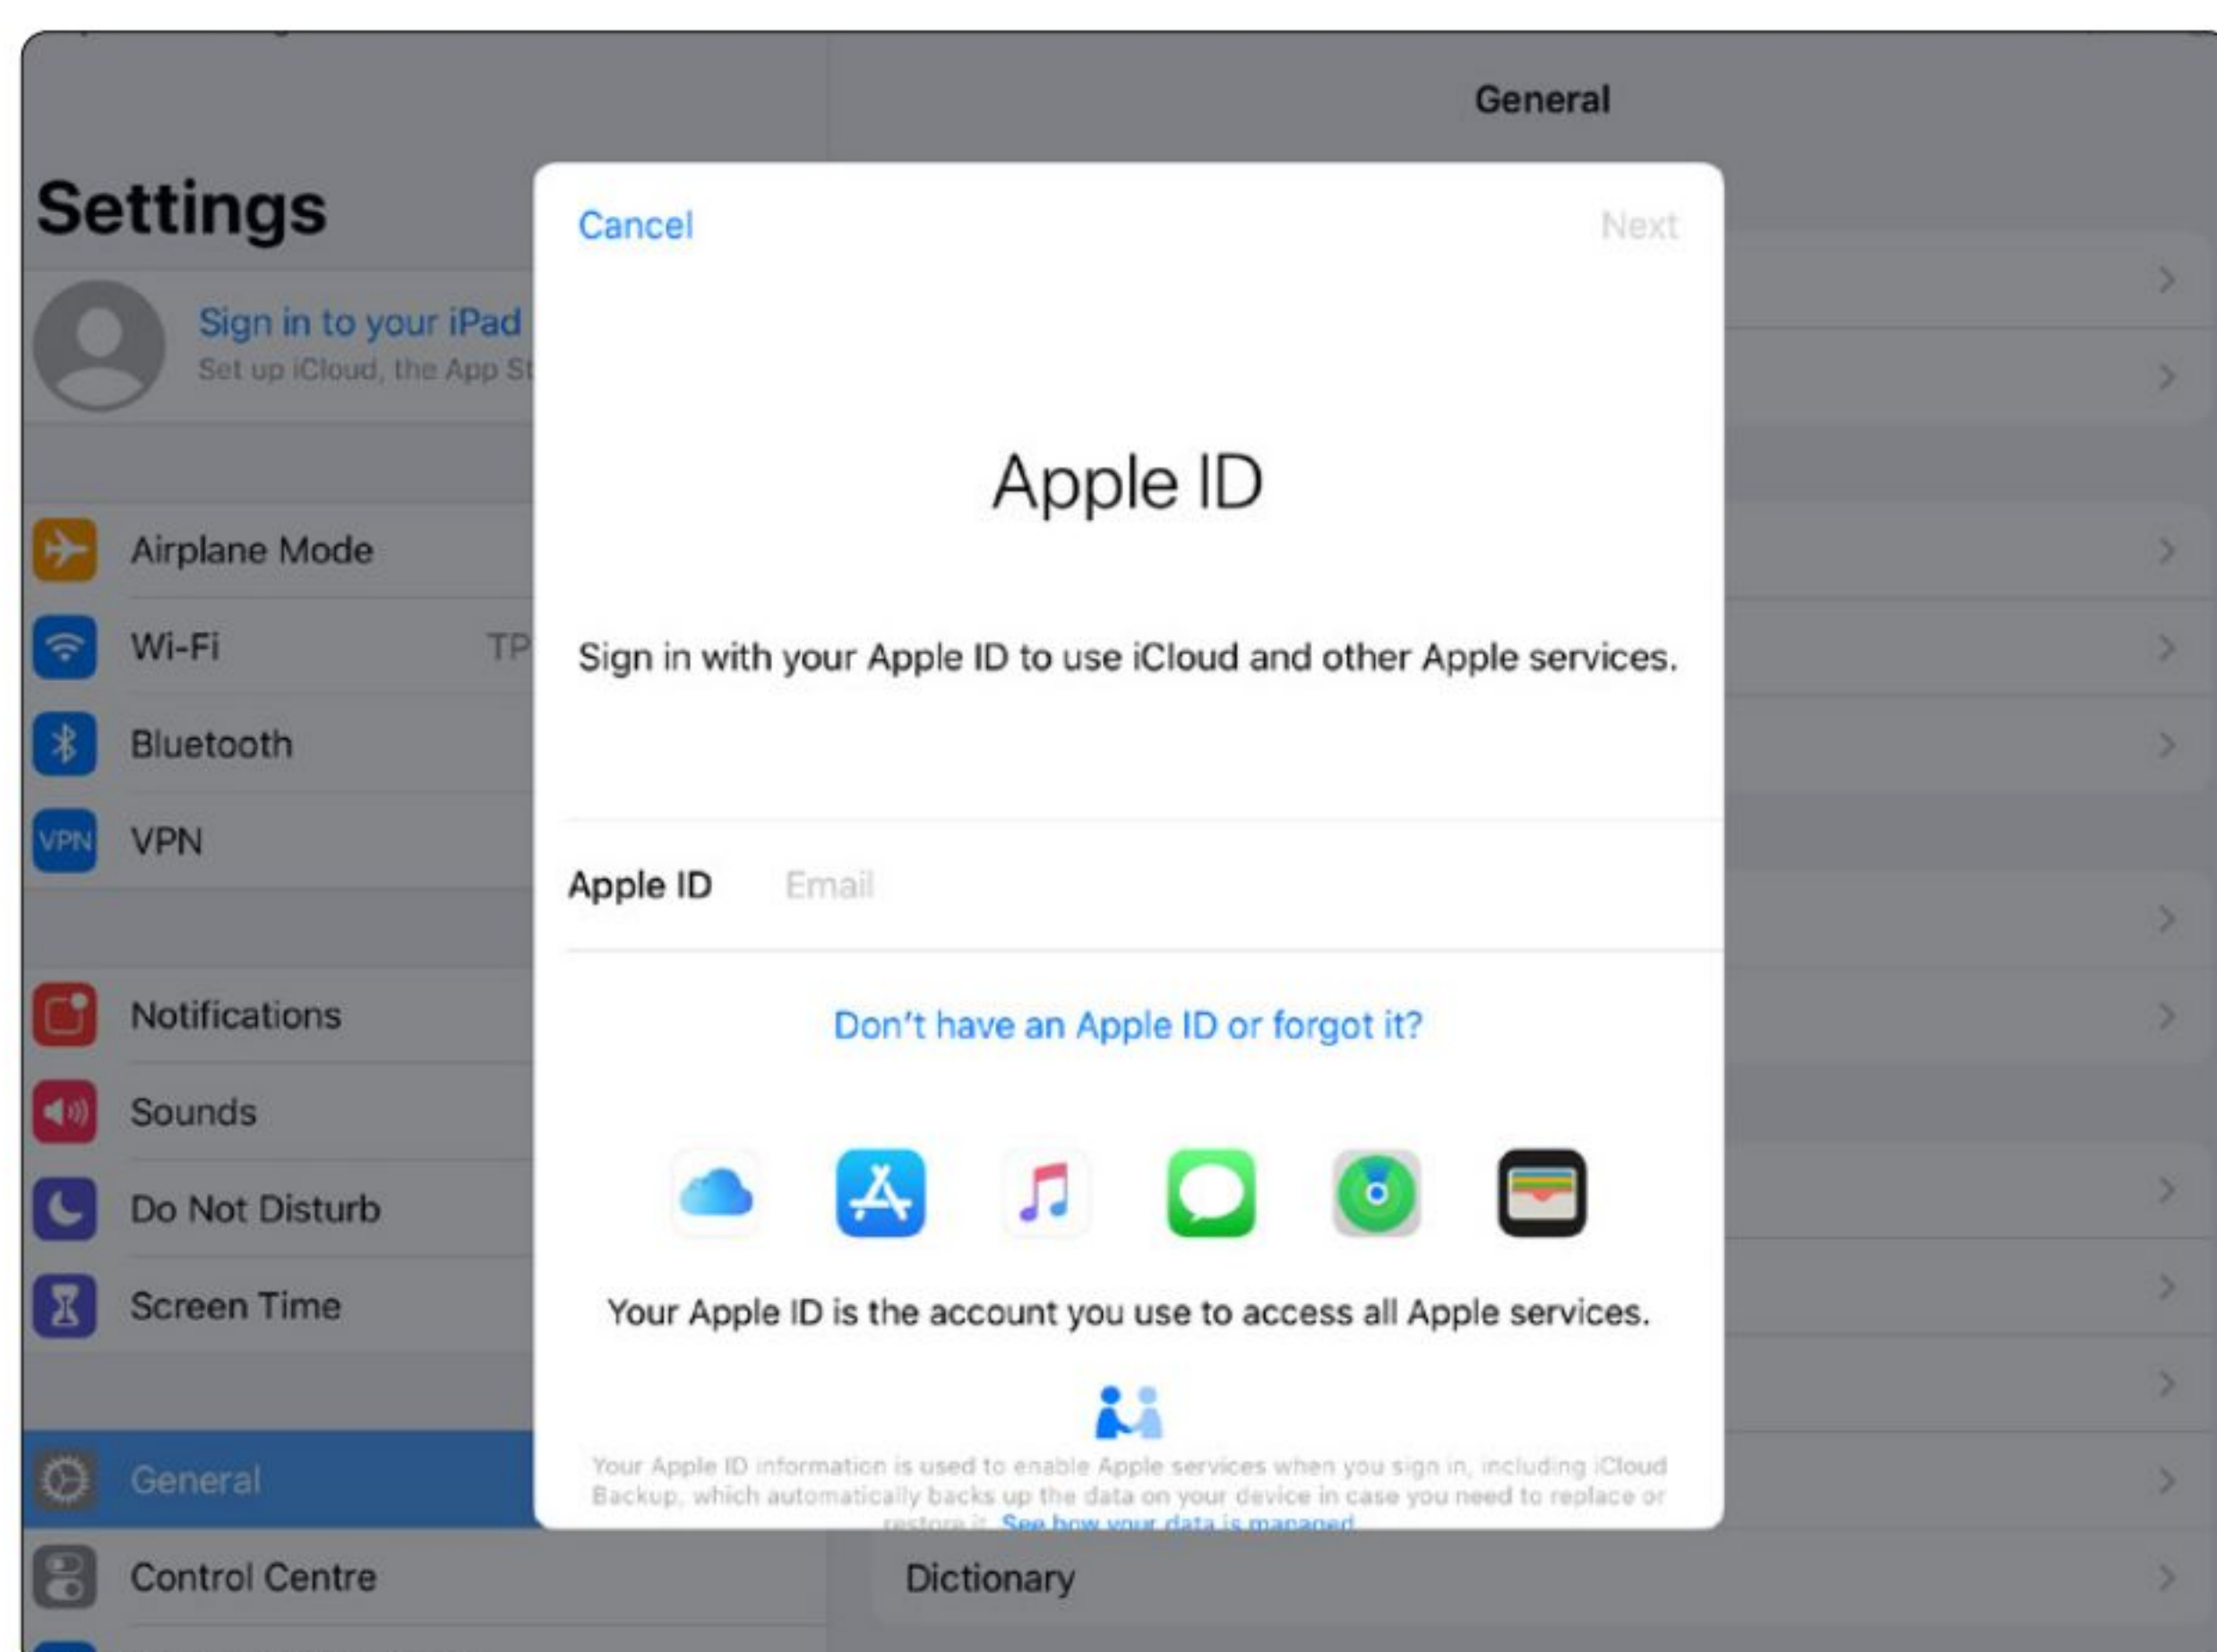 General
Settings
Cancel
Next
Sign in to your iPad
Set up iCloud, the App St
Apple ID
Airplane Mode
Wi-Fi
TP
Sign in with your Apple ID to use iCloud and other Apple services.
Bluetooth
VPN
VPN
Apple ID
Email
Notifications
Don't have an Apple ID or forgot it?
Sounds
Do Not Disturb
Screen Time
Your Apple ID is the account you use to access all Apple services.
General
Your Apple ID information is used to enable Apple services when you sign in, including iCloud
Backup, which automatically backs up the data on your device in case you need to replace or
restore it. See how your data is managed
Control Centre
Dictionary